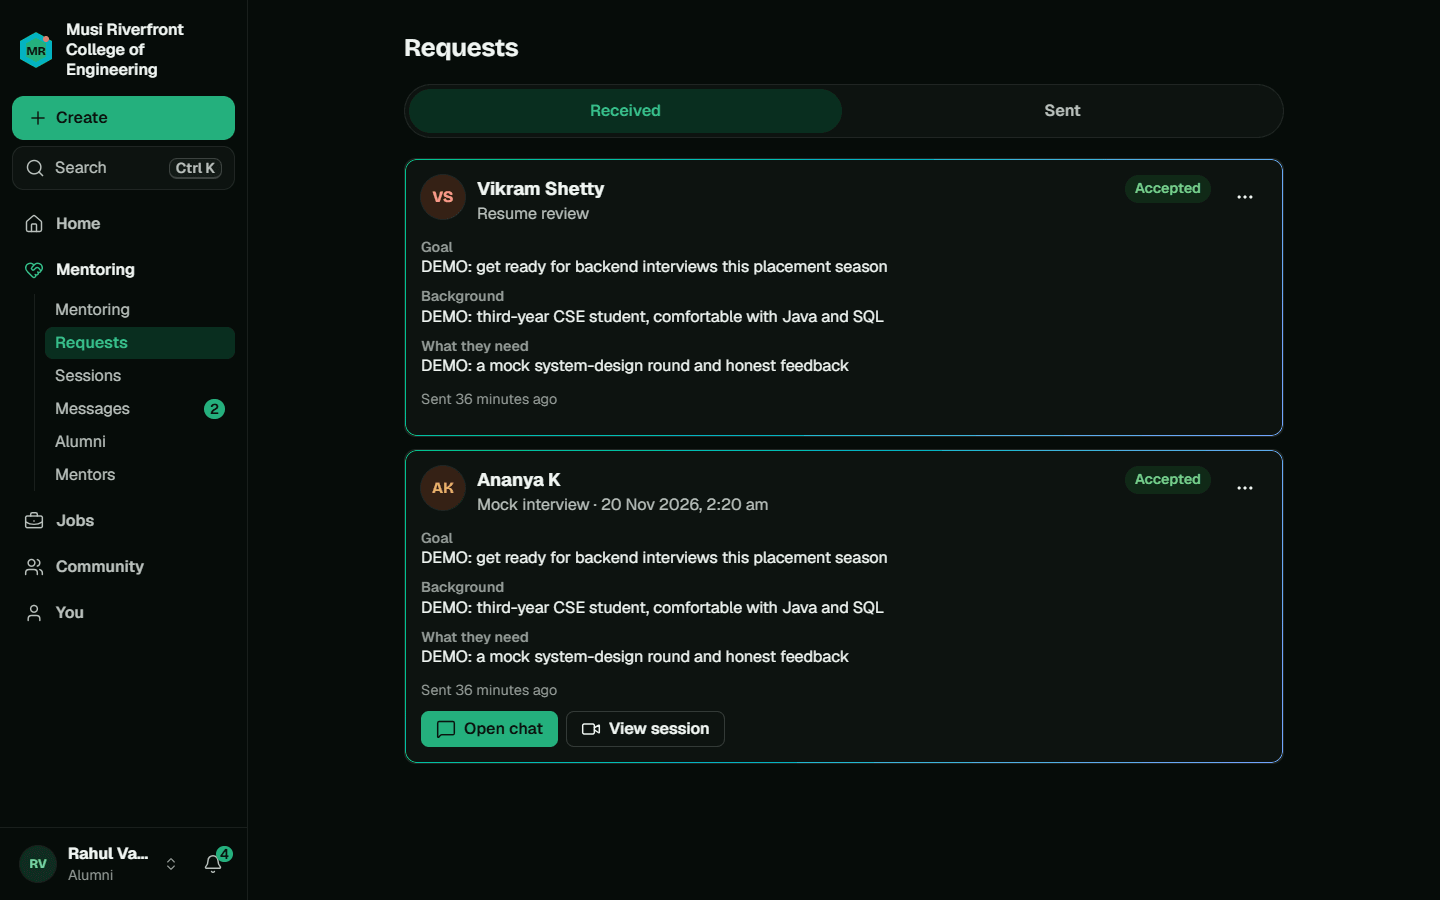 MR
Musi Riverfront
College of
Engineering
Create
Search
Ctrl K
Home
Mentoring
Mentoring
Requests
Sessions
Messages
2
Alumni
Mentors
Jobs
Community
You
RV
Rahul Va...
Alumni
4
Requests
Received
Sent
VS
Vikram Shetty
Resume review
Accepted
Goal
DEMO: get ready for backend interviews this placement season
Background
DEMO: third-year CSE student, comfortable with Java and SQL
What they need
DEMO: a mock system-design round and honest feedback
Sent 36 minutes ago
AK
Ananya K
Mock interview · 20 Nov 2026, 2:20 am
Accepted
Goal
DEMO: get ready for backend interviews this placement season
Background
DEMO: third-year CSE student, comfortable with Java and SQL
What they need
DEMO: a mock system-design round and honest feedback
Sent 36 minutes ago
Open chat
View session